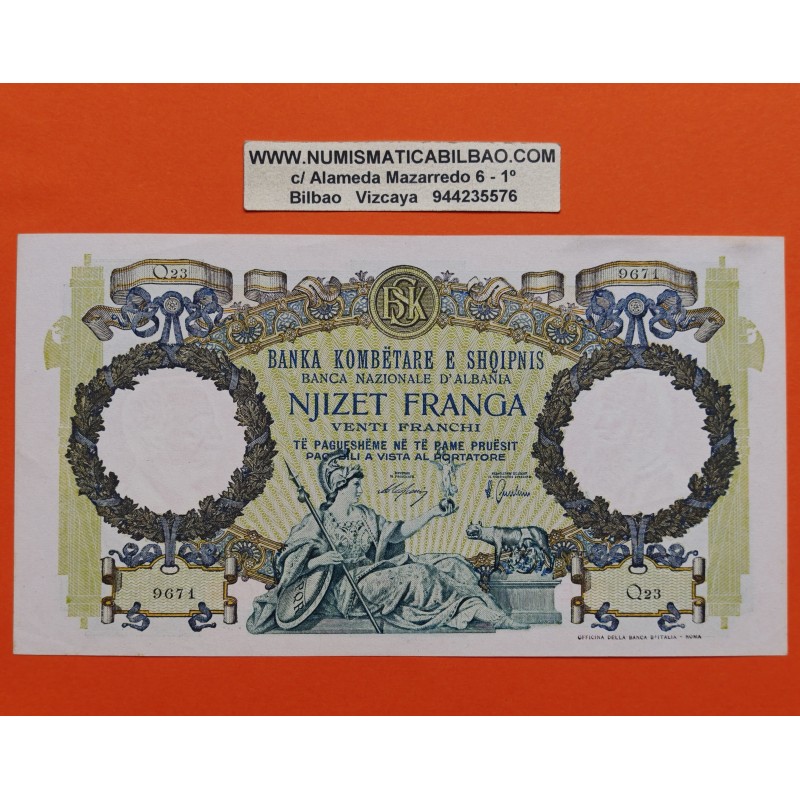 WWW.NUMISMATICABILBAO.COM
c/ Alameda Mazarredo 6 - 1º
Bilbao Vizcaya 944235576
Q23
9671
BSK
BANKA KOMBËTARE E SHQIPNIS
BANCA NAZIONALE D'ALBANIA
NJIZET FRANGA
VENTI FRANCHI
TË PAGUESHËME NË TË PAME PRUËSIT
PAGABILI A VISTA AL PORTATORE
SPQR
9671
Q23
OFFICINA DELLA BANCA D'ITALIA - ROMA